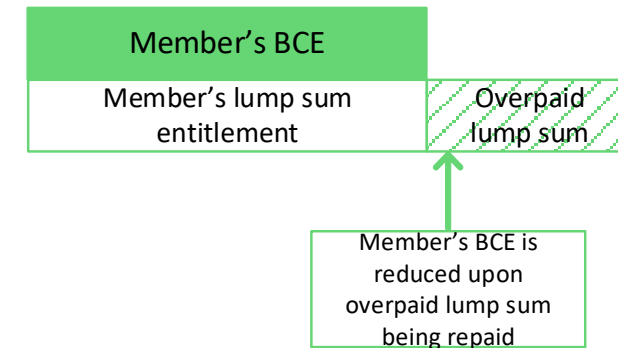 Member’s BCE
Member’s lump sum
entitlement
Overpaid
lump sum
Member’s BCE is
reduced upon
overpaid lump sum
being repaid